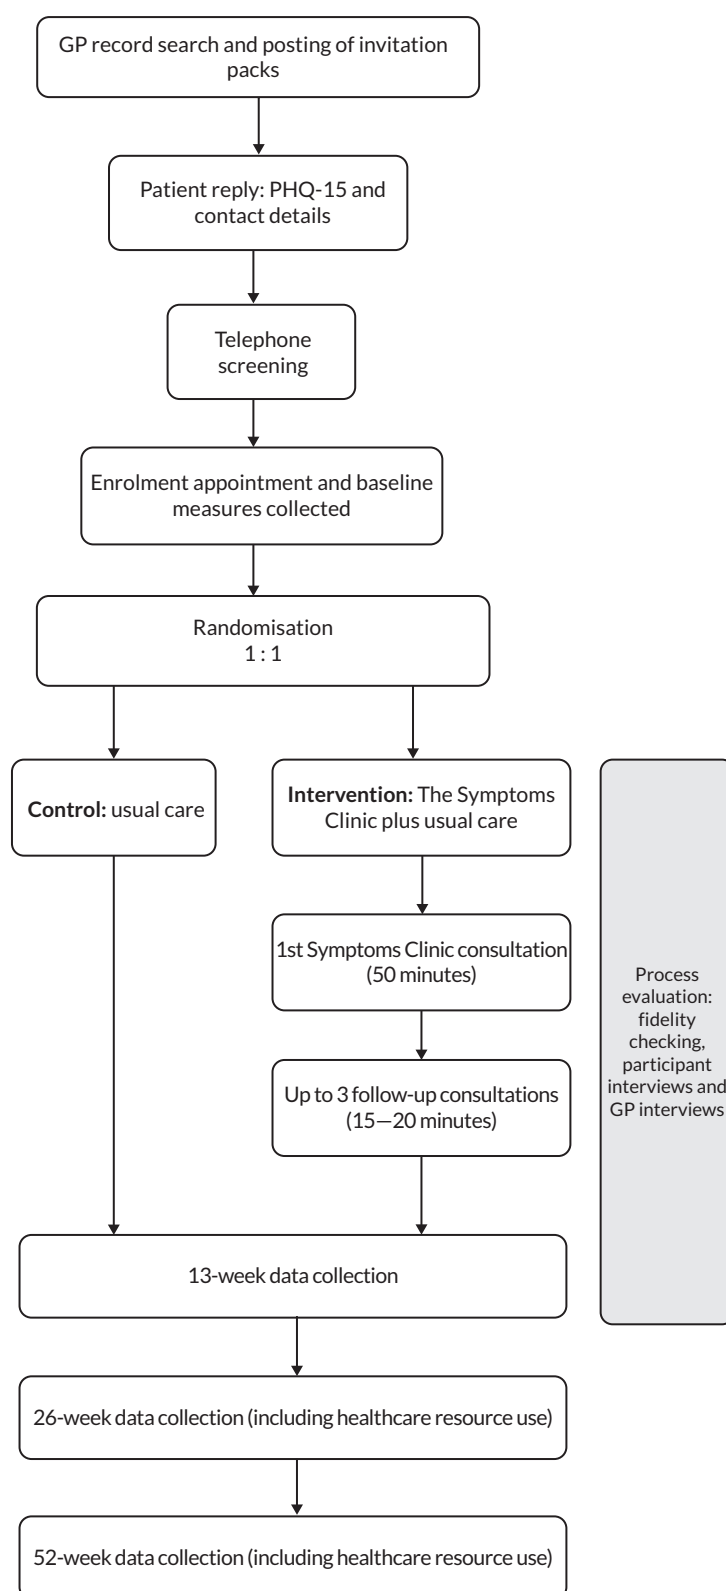 GP record search and posting of invitation
packs
Patient reply: PHQ-15 and
contact details
Telephone
screening
Enrolment appointment and baseline
measures collected
Randomisation
1 : 1
Control: usual care
Intervention: The Symptoms
Clinic plus usual care
1st Symptoms Clinic consultation
(50 minutes)
Up to 3 follow-up consultations
(15—20 minutes)
Process
evaluation:
fidelity
checking,
participant
interviews and
GP interviews
13-week data collection
26-week data collection (including healthcare resource use)
52-week data collection (including healthcare resource use)